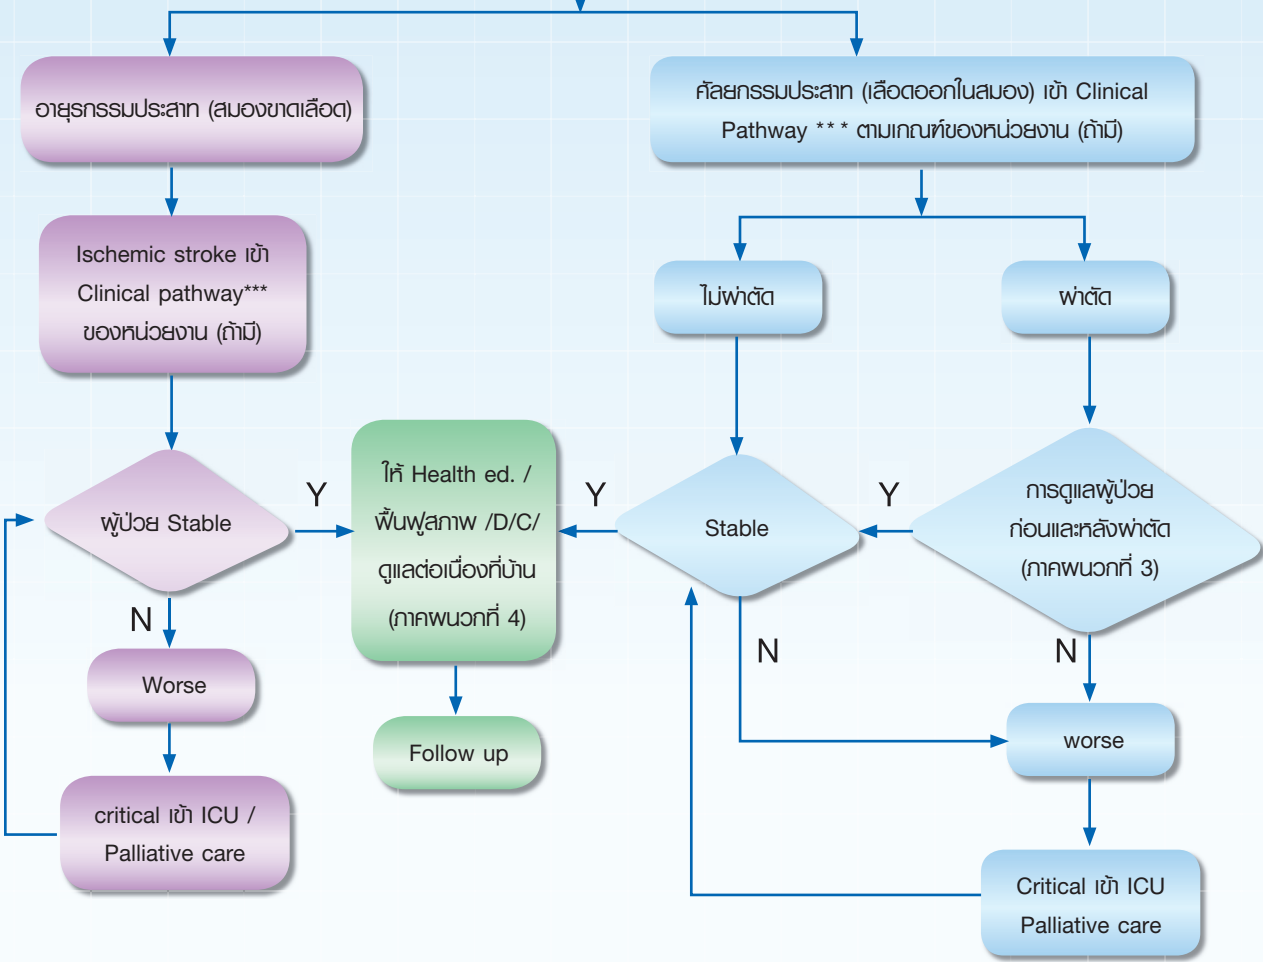 อายุรกรรมประสาท (สมองขาดเลือด)
ศัลยกรรมประสาท (เลือดออกในสมอง) เข้า Clinical
Pathway *** ตามเกณฑ์ของหน่วยงาน (ถ้ามี)
Ischemic stroke เข้า
Clinical pathway***
ของหน่วยงาน (ถ้ามี)
ไม่ผ่าตัด
ผ่าตัด
ผู้ป่วย Stable
Y
ให้ Health ed. /
ฟื้นฟูสภาพ /D/C/
ดูแลต่อเนื่องที่บ้าน
(ภาคผนวกที่ 4)
Y
Stable
Y
การดูแลผู้ป่วย
ก่อนและหลังผ่าตัด
(ภาคผนวกที่ 3)
N
N
N
Worse
Follow up
worse
critical เข้า ICU /
Palliative care
Critical เข้า ICU
Palliative care